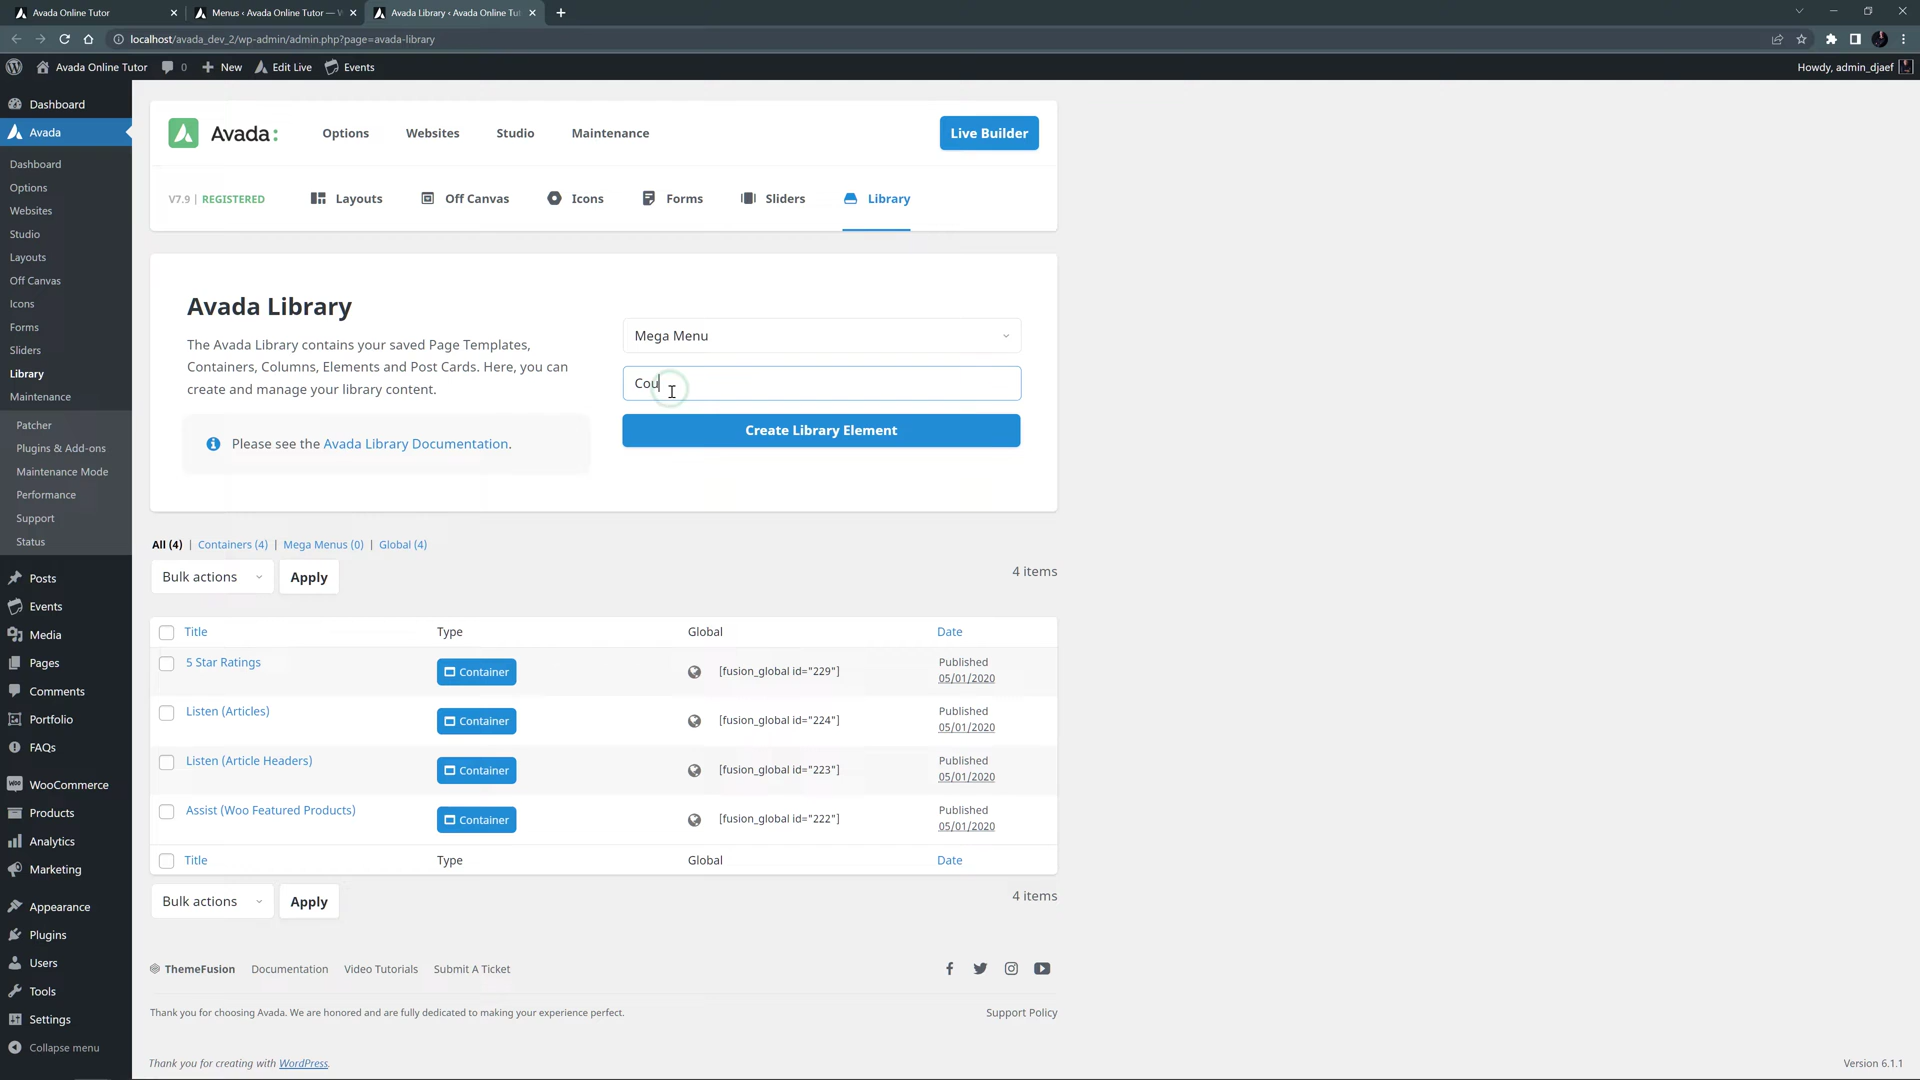 Avada Online Tutor
Menus ‹ Avada Online Tutor — W
Avada Library ‹ Avada Online Tu
localhost/avada_dev_2/wp-admin/admin.php?page=avada-library
Avada Online Tutor 0 New Edit Live Events Howdy, admin_djaef
Dashboard
Avada
Dashboard
Options
Websites
Studio
Layouts
Off Canvas
Icons
Forms
Sliders
Library
Maintenance
Patcher
Plugins & Add-ons
Maintenance Mode
Performance
Support
Status
Posts
Events
Media
Pages
Comments
Portfolio
FAQs
WooCommerce
Products
Analytics
Marketing
Appearance
Plugins
Users
Tools
Settings
Collapse menu
Avada: Options Websites Studio Maintenance Live Builder
V7.9 | REGISTERED Layouts Off Canvas Icons Forms Sliders Library
Avada Library
The Avada Library contains your saved Page Templates,
Containers, Columns, Elements and Post Cards. Here, you can
create and manage your library content.
Please see the Avada Library Documentation.
Mega Menu
Cou
Create Library Element
All (4) | Containers (4) | Mega Menus (0) | Global (4)
Bulk actions Apply 4 items
Title Type Global Date
5 Star Ratings Container [fusion_global id="229"] Published
05/01/2020
Listen (Articles) Container [fusion_global id="224"] Published
05/01/2020
Listen (Article Headers) Container [fusion_global id="223"] Published
05/01/2020
Assist (Woo Featured Products) Container [fusion_global id="222"] Published
05/01/2020
Title Type Global Date
Bulk actions Apply 4 items
ThemeFusion Documentation Video Tutorials Submit A Ticket
Thank you for choosing Avada. We are honored and are fully dedicated to making your experience perfect. Support Policy
Thank you for creating with WordPress. Version 6.1.1